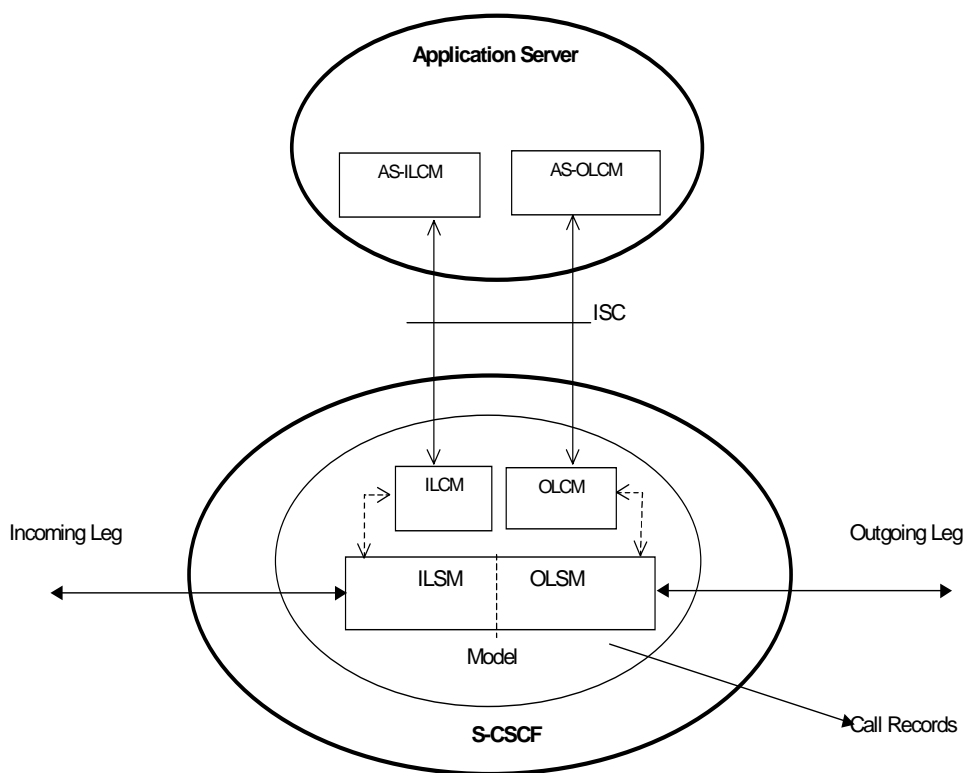 Application Server
AS-ILCM
AS-OLCM
ISC
ILCM
OLCM
Incoming Leg
Outgoing Leg
ILSM
OLSM
Model
S-CSCF
Call Records